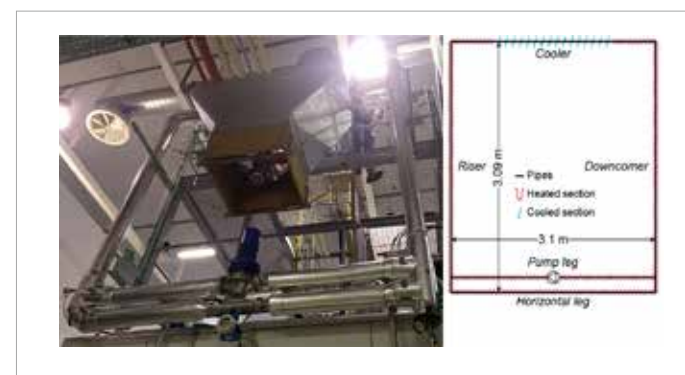 Cooler
Riser
3.09 m
Downcomer
Pipes
Heated section
Cooled section
3.1 m
Pump leg
Horizontal leg